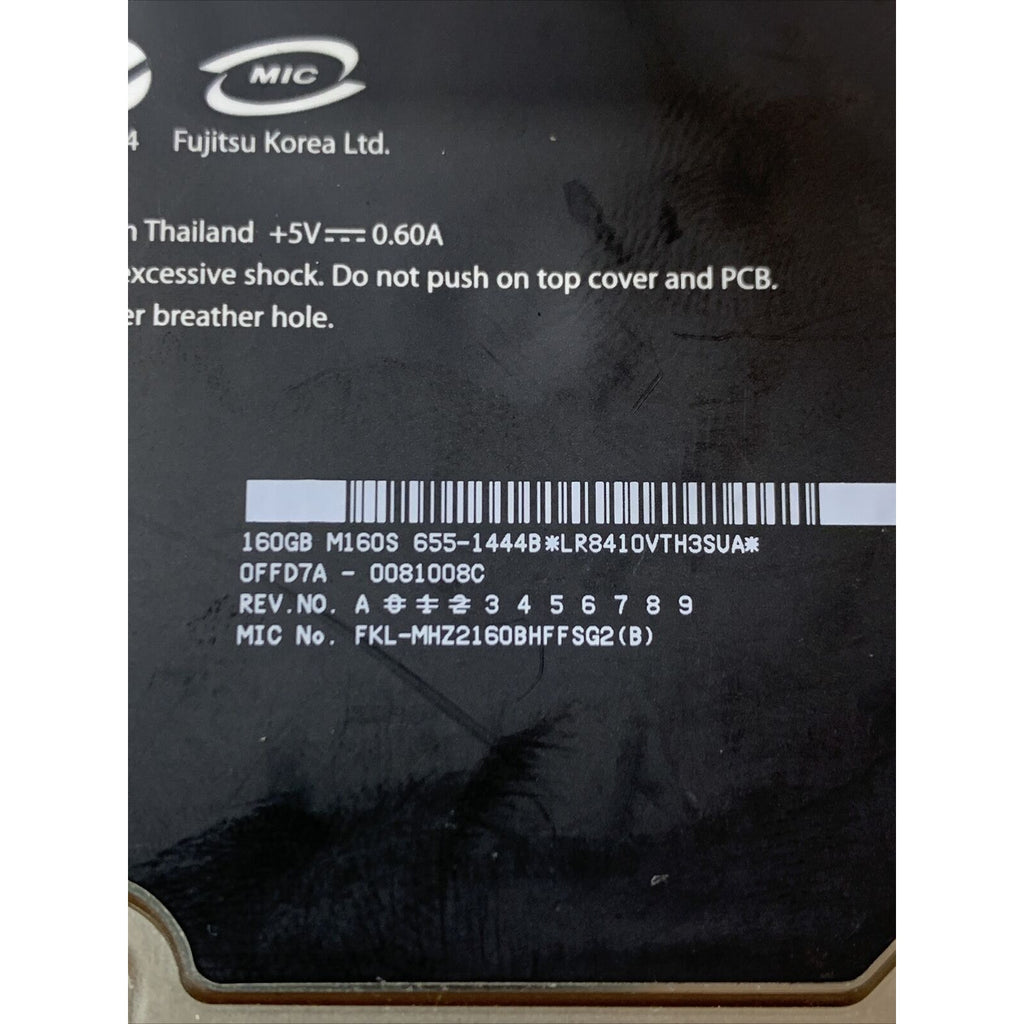 MIC
4 Fujitsu Korea Ltd.
n Thailand +5V⎓0.60A
excessive shock. Do not push on top cover and PCB.
er breather hole.
160GB M160S 655-1444B*LR8410VTH3SUA*
0FFD7A - 0081008C
REV.NO. A 0 1 2 3 4 5 6 7 8 9
MIC No. FKL-MHZ2160BHFFSG2(B)